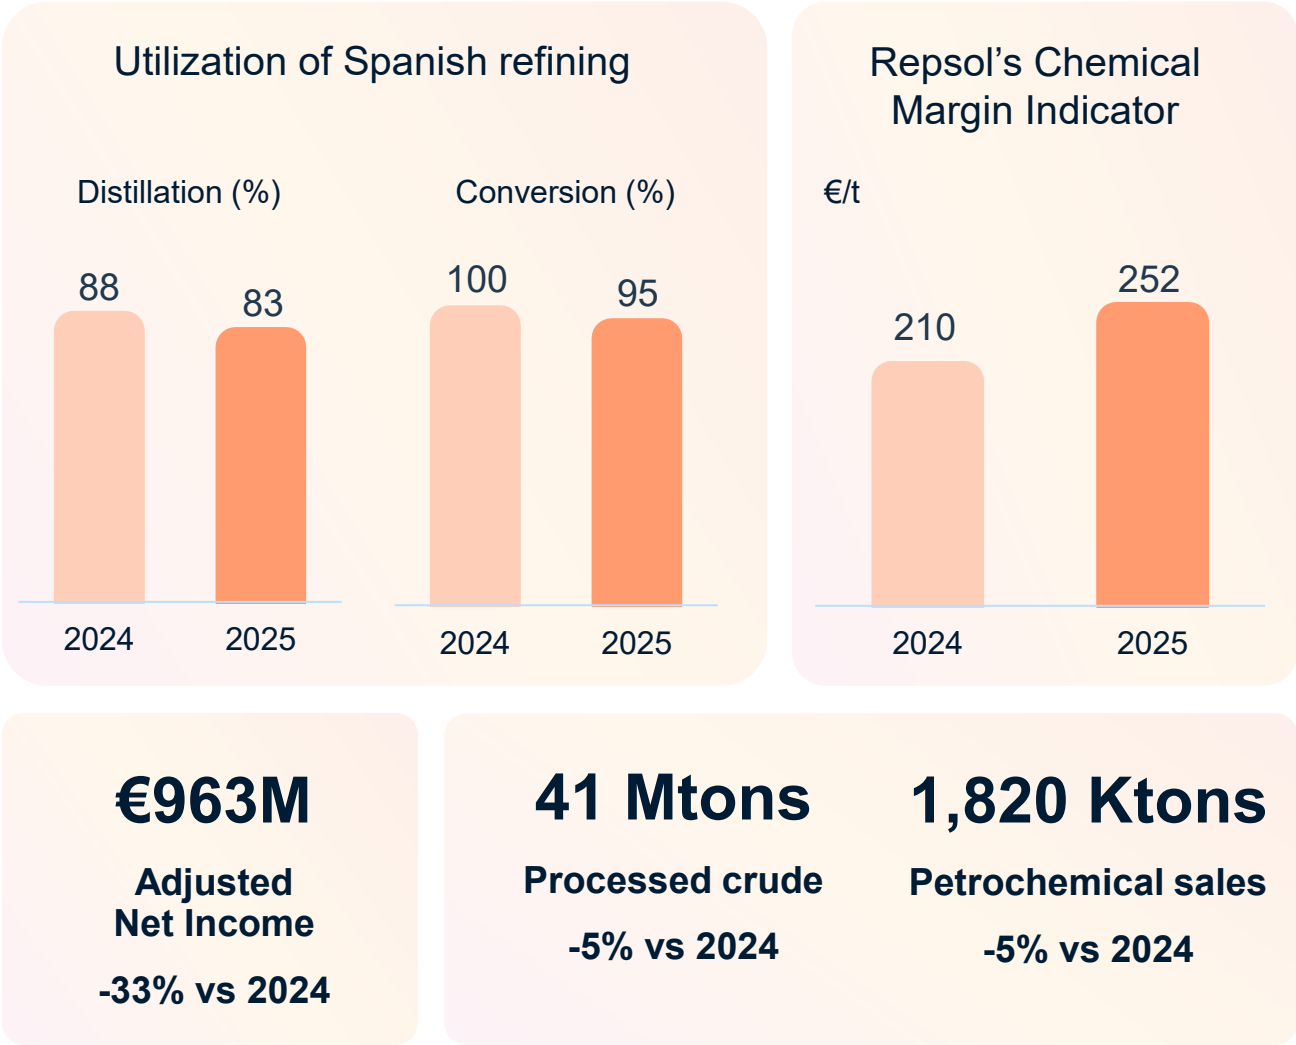 Utilization of Spanish refining
Distillation (%)
Conversion (%)
88
83
100
95
2024
2025
2024
2025
Repsol’s Chemical
Margin Indicator
€/t
210
252
2024
2025
€963M
Adjusted
Net Income
-33% vs 2024
41 Mtons
Processed crude
-5% vs 2024
1,820 Ktons
Petrochemical sales
-5% vs 2024